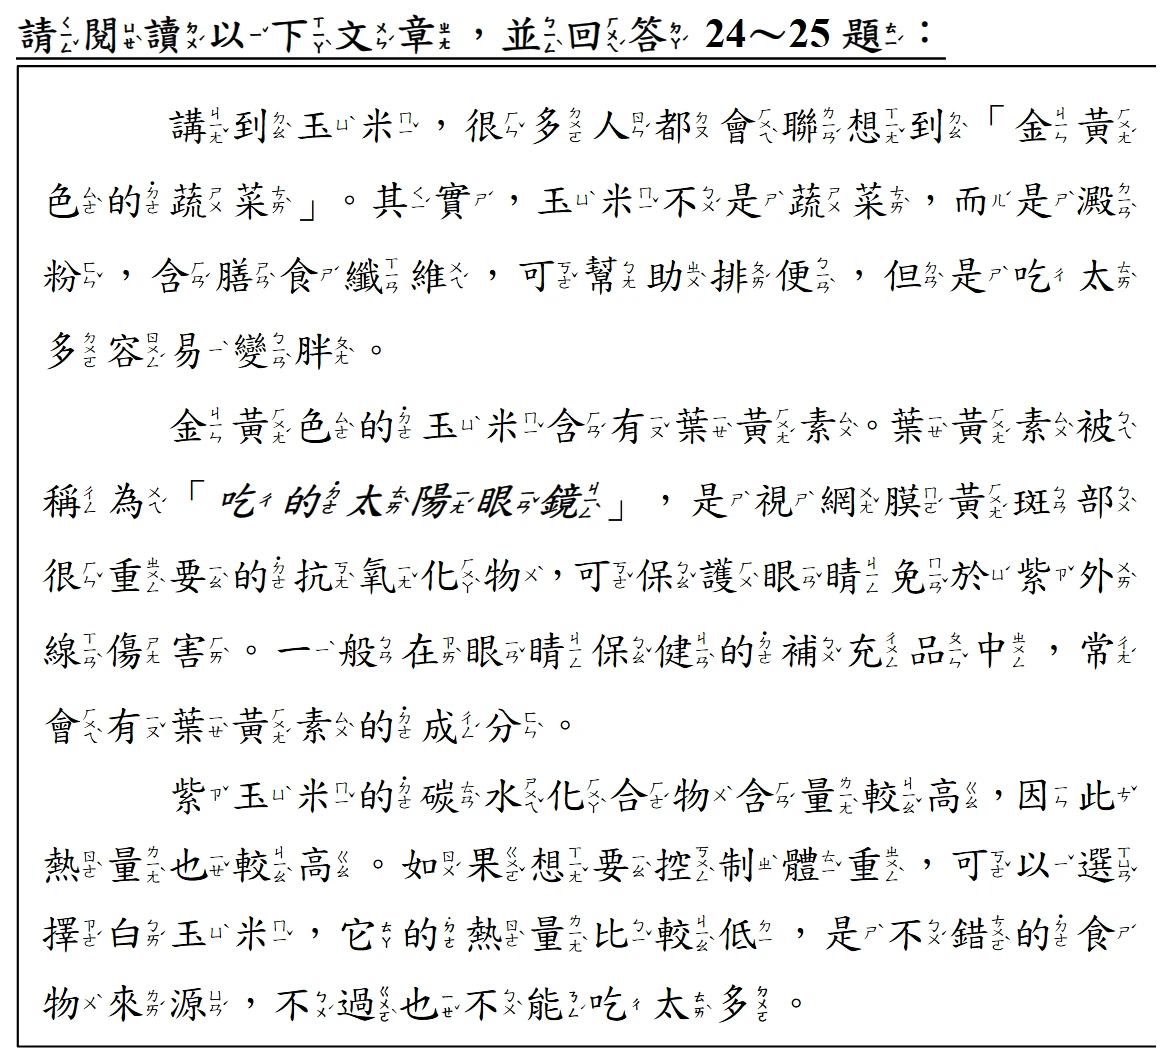 請閱讀以下文章，並回答 24～25 題：
講到玉米，很多人都會聯想到「金黃
色的蔬菜」。其實，玉米不是蔬菜，而是澱
粉，含膳食纖維，可幫助排便，但是吃太
多容易變胖。
金黃色的玉米含有葉黃素。葉黃素被
稱為「吃的太陽眼鏡」，是視網膜黃斑部
很重要的抗氧化物，可保護眼睛免於紫外
線傷害。一般在眼睛保健的補充品中，常
會有葉黃素的成分。
紫玉米的碳水化合物含量較高，因此
熱量也較高。如果想要控制體重，可以選
擇白玉米，它的熱量比較低，是不錯的食
物來源，不過也不能吃太多。